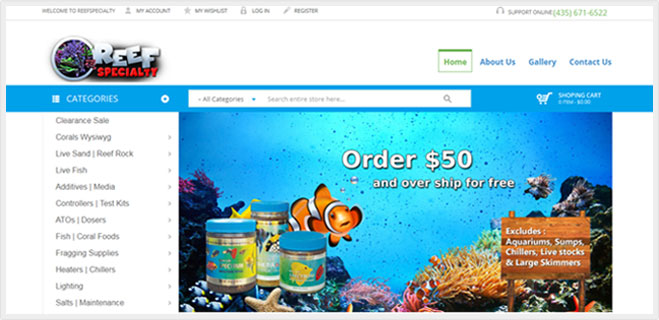 WELCOME TO REEFSPECIALTY MY ACCOUNT MY WISHLIST LOG IN REGISTER SUPPORT ONLINE (435) 671-6522
REEF
SPECIALTY
Home About Us Gallery Contact Us
CATEGORIES
- All Categories Search entire store here...
SHOPING CART
0 ITEM - $0.00
Clearance Sale
Corals Wysiwyg
Live Sand | Reef Rock
Live Fish
Additives | Media
Controllers | Test Kits
ATOs | Dosers
Fish | Coral Foods
Fragging Supplies
Heaters | Chillers
Lighting
Salts | Maintenance
Order $50
and over ship for free
Excludes :
Aquariums, Sumps,
Chillers, Live stocks
& Large Skimmers